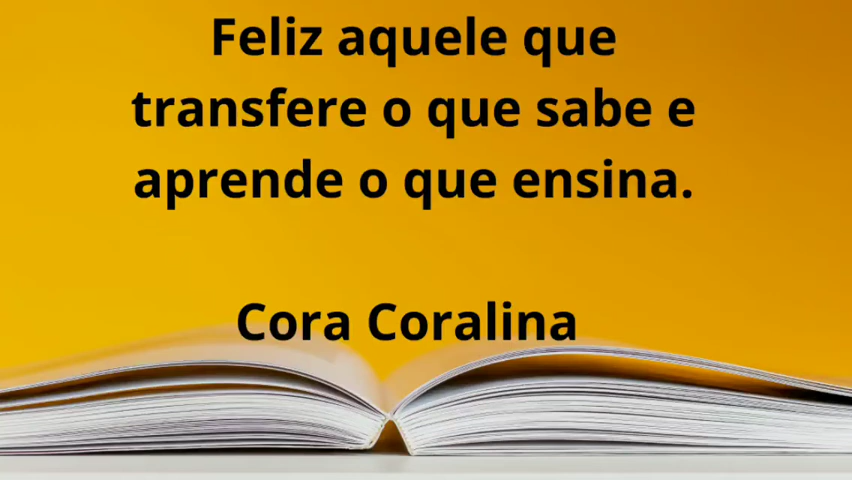 Feliz aquele que
transfere o que sabe e
aprende o que ensina.
Cora Coralina